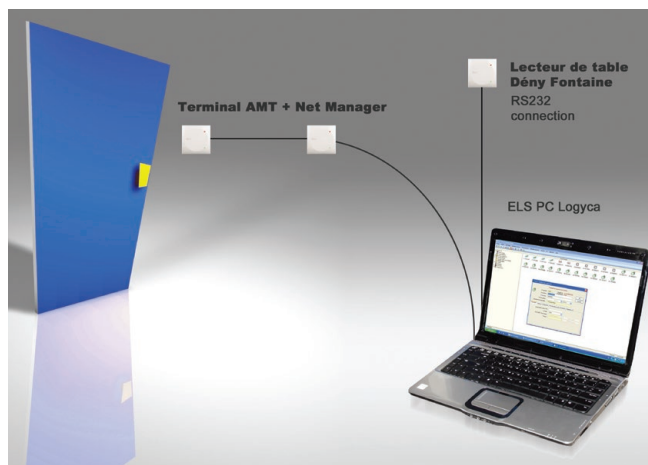 Lecteur de table
Dény Fontaine
RS232
connection
Terminal AMT + Net Manager
ELS PC Logyca